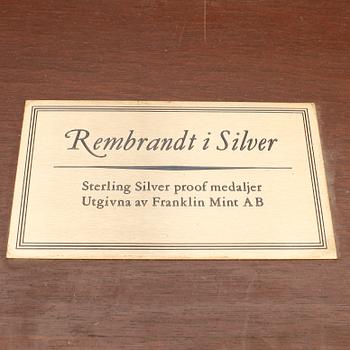 Rembrandt i Silver
Sterling Silver proof medaljer
Utgivna av Franklin Mint AB